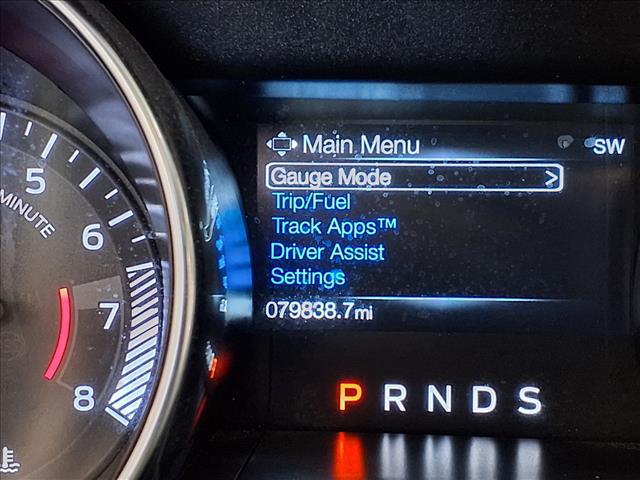 Main Menu SW
Gauge Mode >
Trip/Fuel
Track Apps™
Driver Assist
Settings
079838.7mi
P R N D S
5
MINUTE
6
7
8